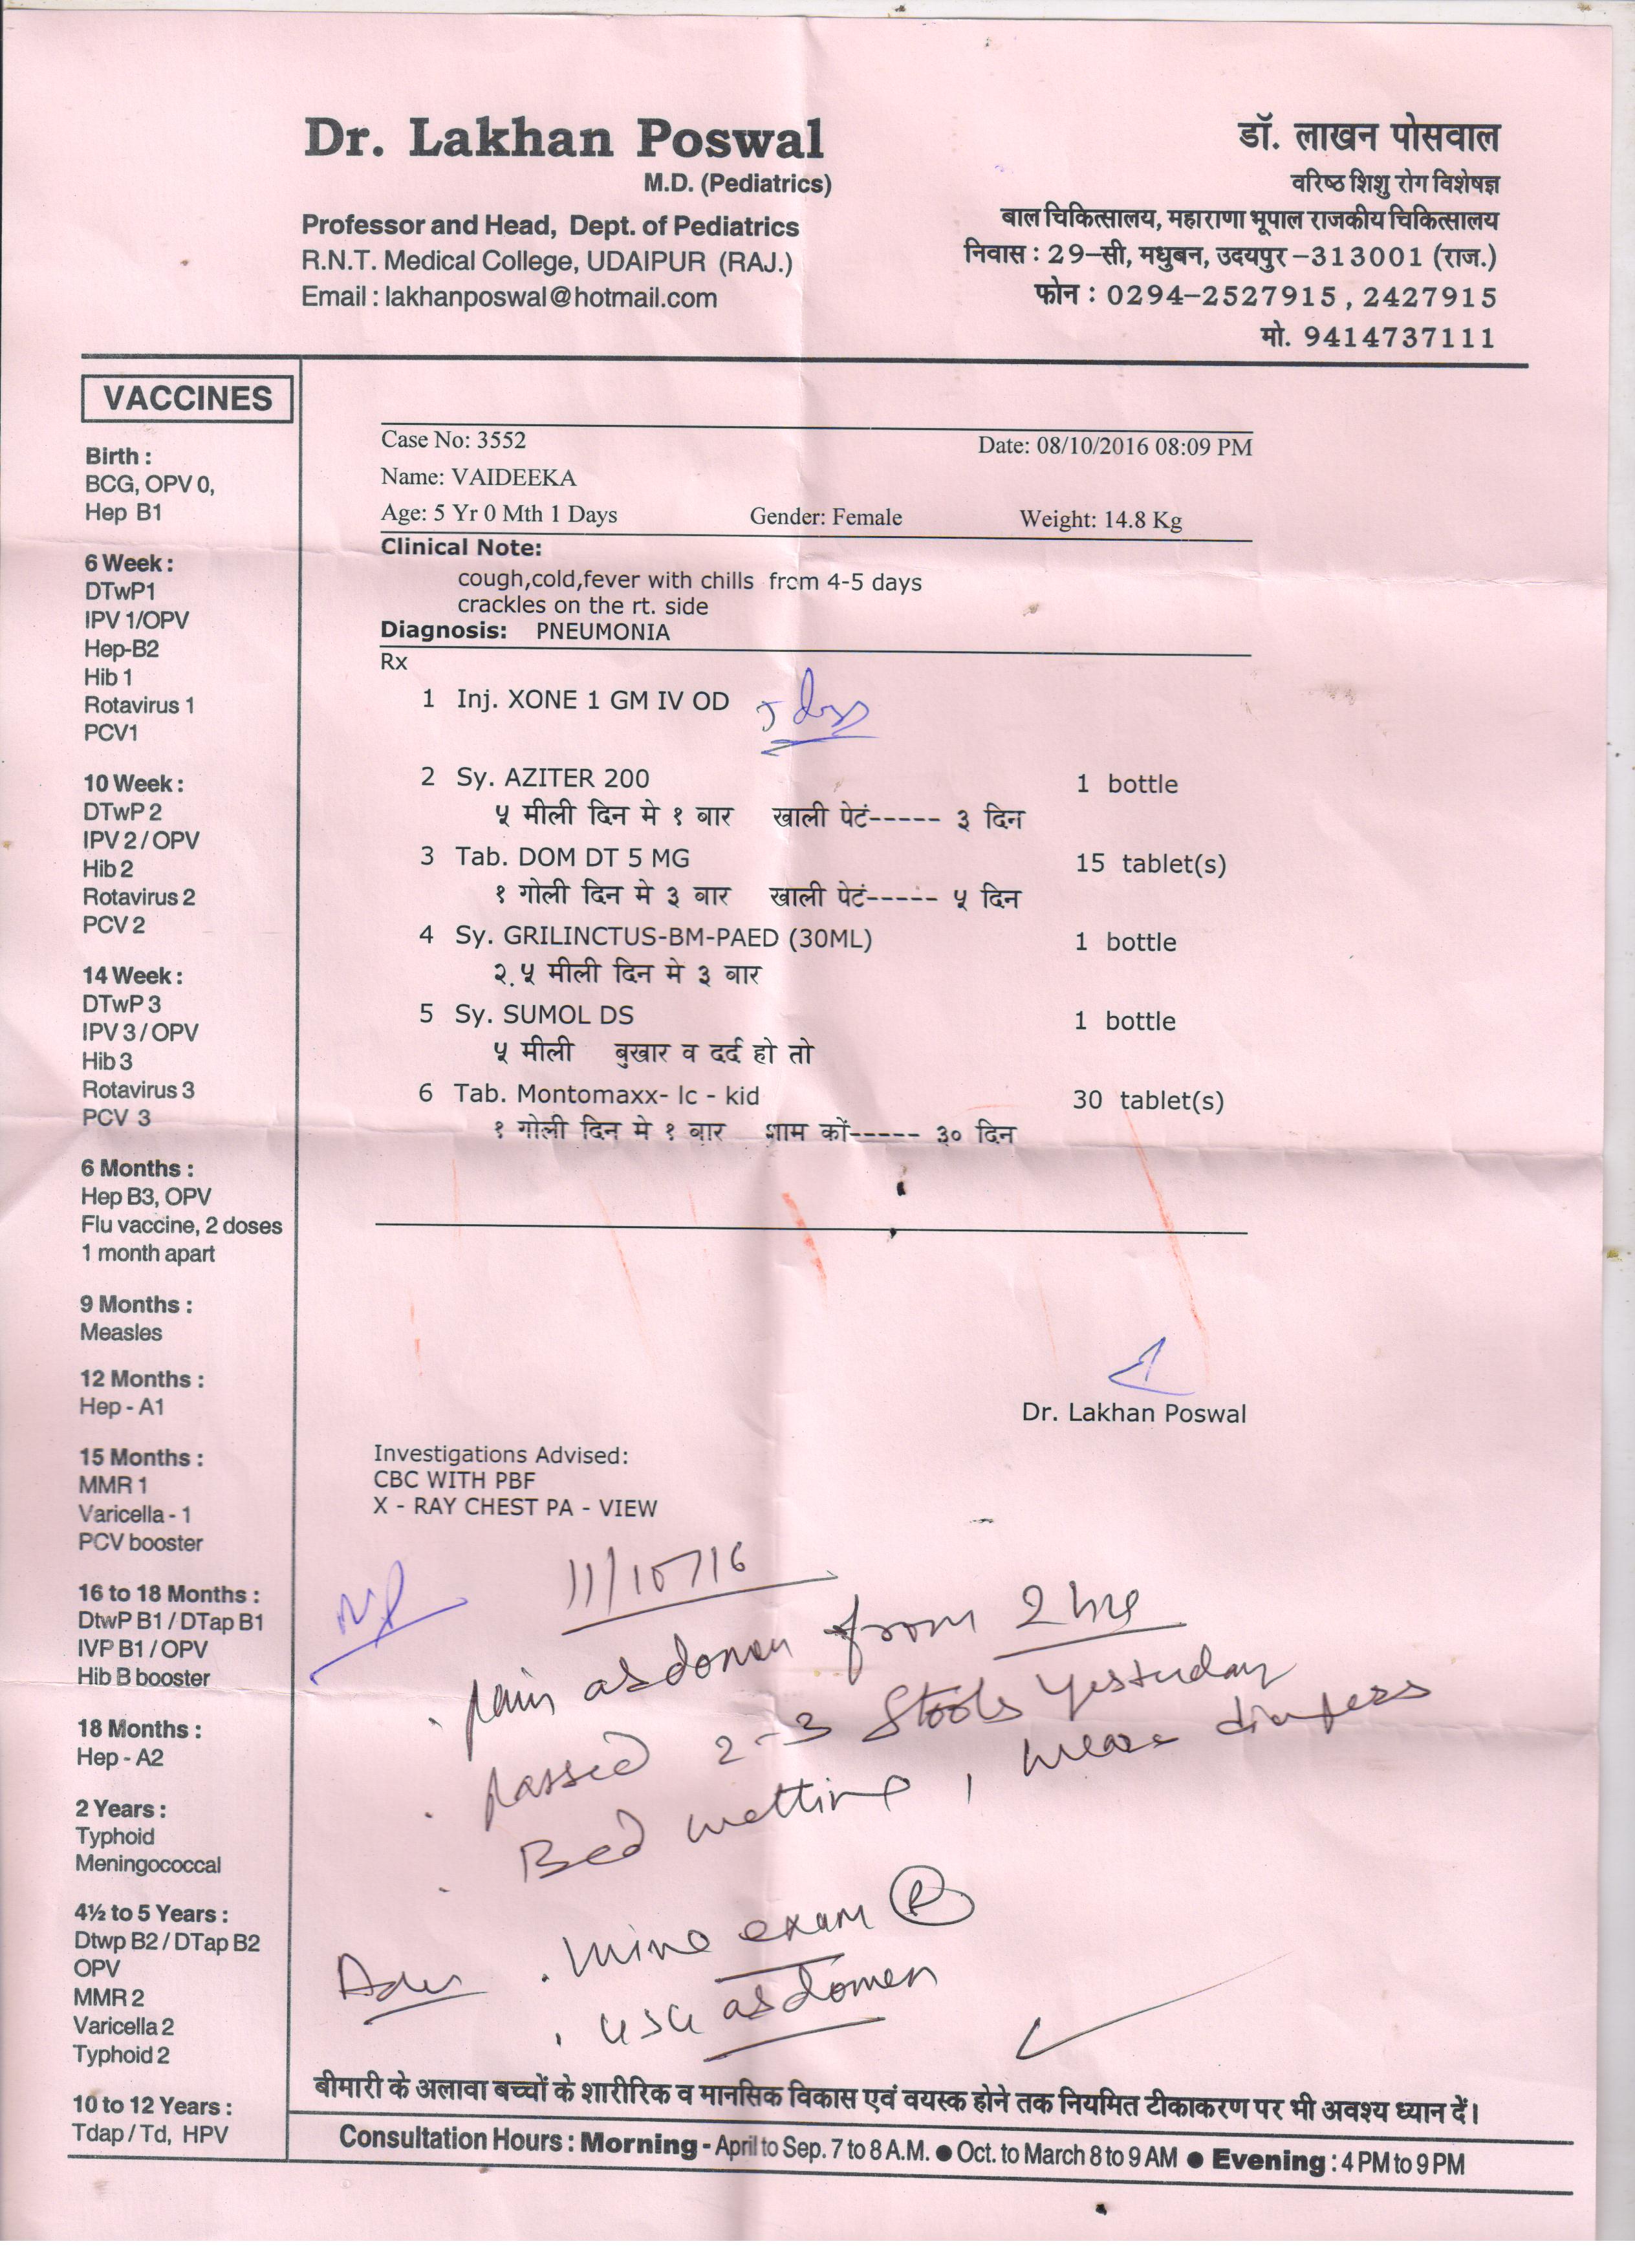 Dr. Lakhan Poswal
M.D. (Pediatrics)
Professor and Head, Dept. of Pediatrics
R.N.T. Medical College, UDAIPUR (RAJ.)
Email : lakhanposwal@hotmail.com
डॉ. लाखन पोसवाल
वरिष्ठ शिशु रोग विशेषज्ञ
बाल चिकित्सालय, महाराणा भूपाल राजकीय चिकित्सालय
निवास : 29–सी, मधुबन, उदयपुर –313001 (राज.)
फोन : 0294–2527915 , 2427915
मो. 9414737111
VACCINES
Birth :
BCG, OPV 0,
Hep B1
6 Week :
DTwP1
IPV 1/OPV
Hep-B2
Hib 1
Rotavirus 1
PCV1
10 Week :
DTwP 2
IPV 2 / OPV
Hib 2
Rotavirus 2
PCV 2
14 Week :
DTwP 3
IPV 3 / OPV
Hib 3
Rotavirus 3
PCV 3
6 Months :
Hep B3, OPV
Flu vaccine, 2 doses
1 month apart
9 Months :
Measles
12 Months :
Hep - A1
15 Months :
MMR 1
Varicella - 1
PCV booster
16 to 18 Months :
DtwP B1 / DTap B1
IVP B1 / OPV
Hib B booster
18 Months :
Hep - A2
2 Years :
Typhoid
Meningococcal
4½ to 5 Years :
Dtwp B2 / DTap B2
OPV
MMR 2
Varicella 2
Typhoid 2
10 to 12 Years :
Tdap / Td, HPV
Case No: 3552 Date: 08/10/2016 08:09 PM
Name: VAIDEEKA
Age: 5 Yr 0 Mth 1 Days Gender: Female Weight: 14.8 Kg
Clinical Note:
cough,cold,fever with chills from 4-5 days
crackles on the rt. side
Diagnosis: PNEUMONIA
Rx
1 Inj. XONE 1 GM IV OD 5 days
2 Sy. AZITER 200 1 bottle
५ मीली दिन मे १ बार खाली पेटं----- ३ दिन
3 Tab. DOM DT 5 MG 15 tablet(s)
१ गोली दिन मे ३ बार खाली पेटं----- ५ दिन
4 Sy. GRILINCTUS-BM-PAED (30ML) 1 bottle
२.५ मीली दिन मे ३ बार
5 Sy. SUMOL DS 1 bottle
५ मीली बुखार व दर्द हो तो
6 Tab. Montomaxx- lc - kid 30 tablet(s)
१ गोली दिन मे १ बार शाम कों----- ३० दिन
Dr. Lakhan Poswal
Investigations Advised:
CBC WITH PBF
X - RAY CHEST PA - VIEW
11/10/16
. pain abdomen from 2 hrs
. passed 2-3 stools yesterday
. Bed wetting , wears diapers
Adv . urine exam (R)
. USG abdomen
बीमारी के अलावा बच्चों के शारीरिक व मानसिक विकास एवं वयस्क होने तक नियमित टीकाकरण पर भी अवश्य ध्यान दें।
Consultation Hours : Morning - April to Sep. 7 to 8 A.M. ● Oct. to March 8 to 9 AM ● Evening : 4 PM to 9 PM